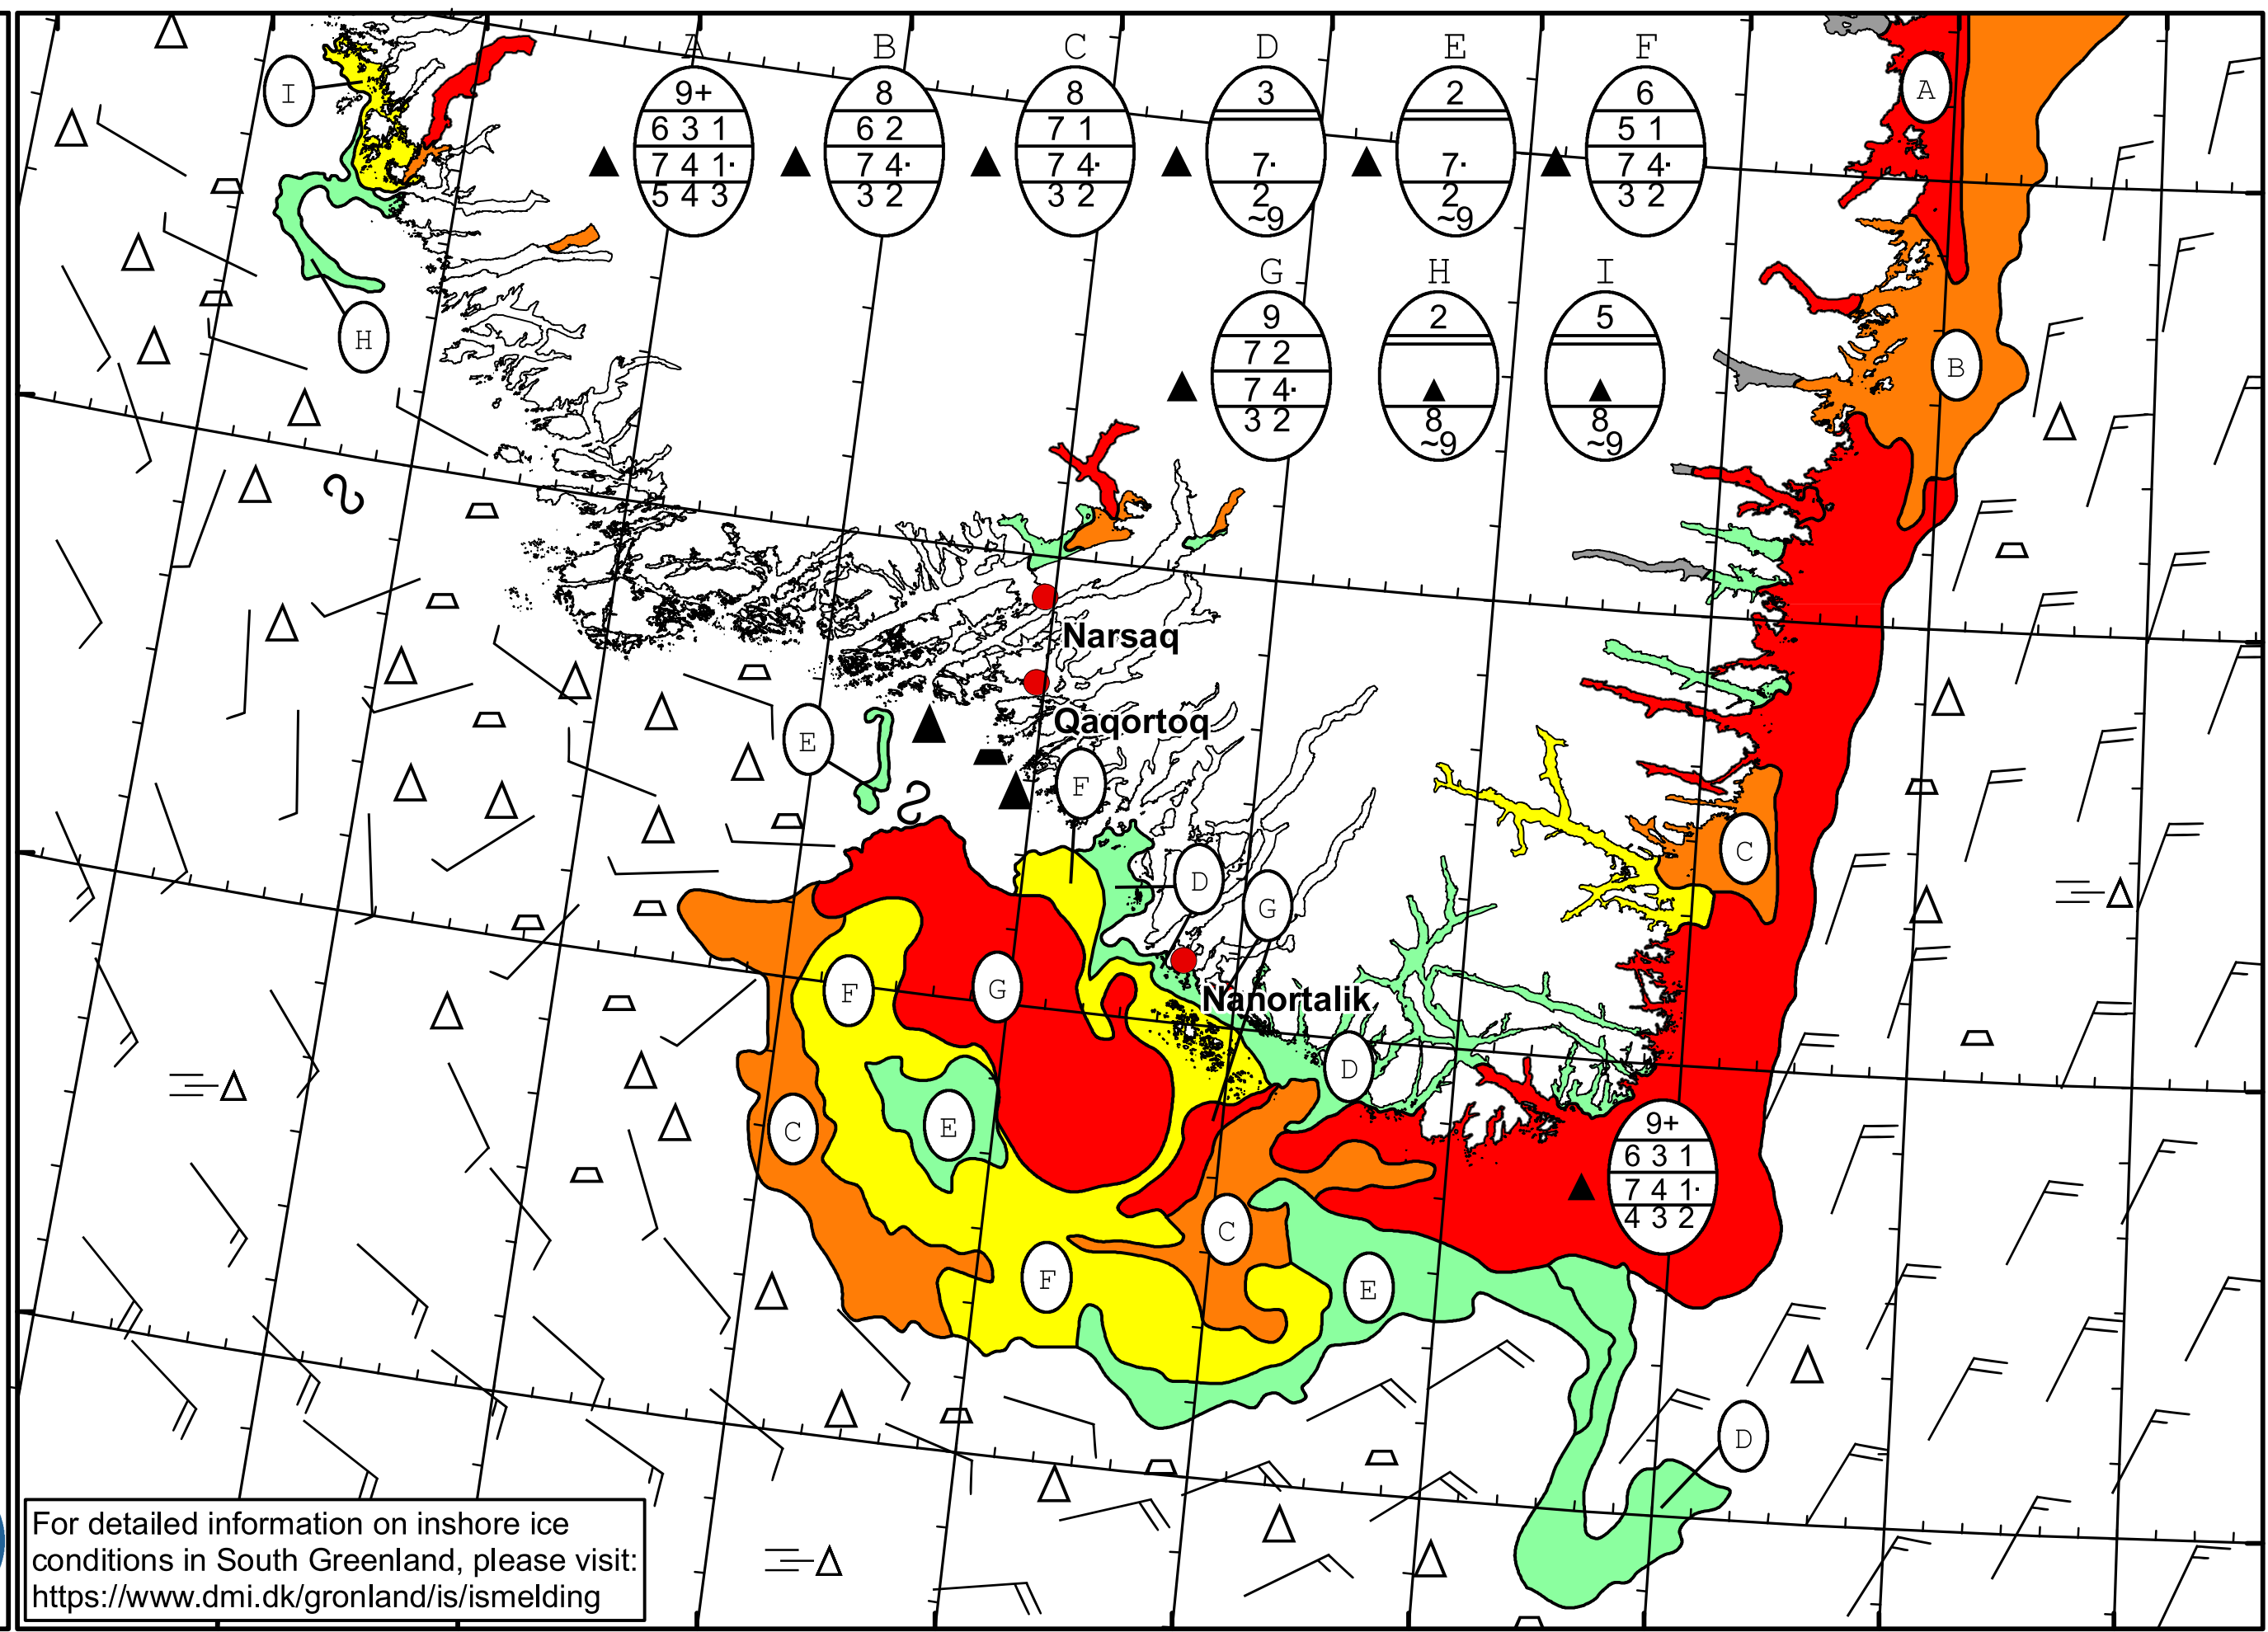 A B C D E F
9+
6 3 1
7 4 1·
5 4 3
8
6 2
7 4·
3 2
8
7 1
7 4·
3 2
3
7·
2
~9
2
7·
2
~9
6
5 1
7 4·
3 2
G H I
9
7 2
7 4·
3 2
2
8
~9
5
8
~9
I
A
H
B
Narsaq
Qaqortoq
E
F
C
D
G
F
G
Nanortalik
D
C
E
9+
6 3 1
7 4 1·
4 3 2
C
F
E
D
For detailed information on inshore ice
conditions in South Greenland, please visit:
https://www.dmi.dk/gronland/is/ismelding